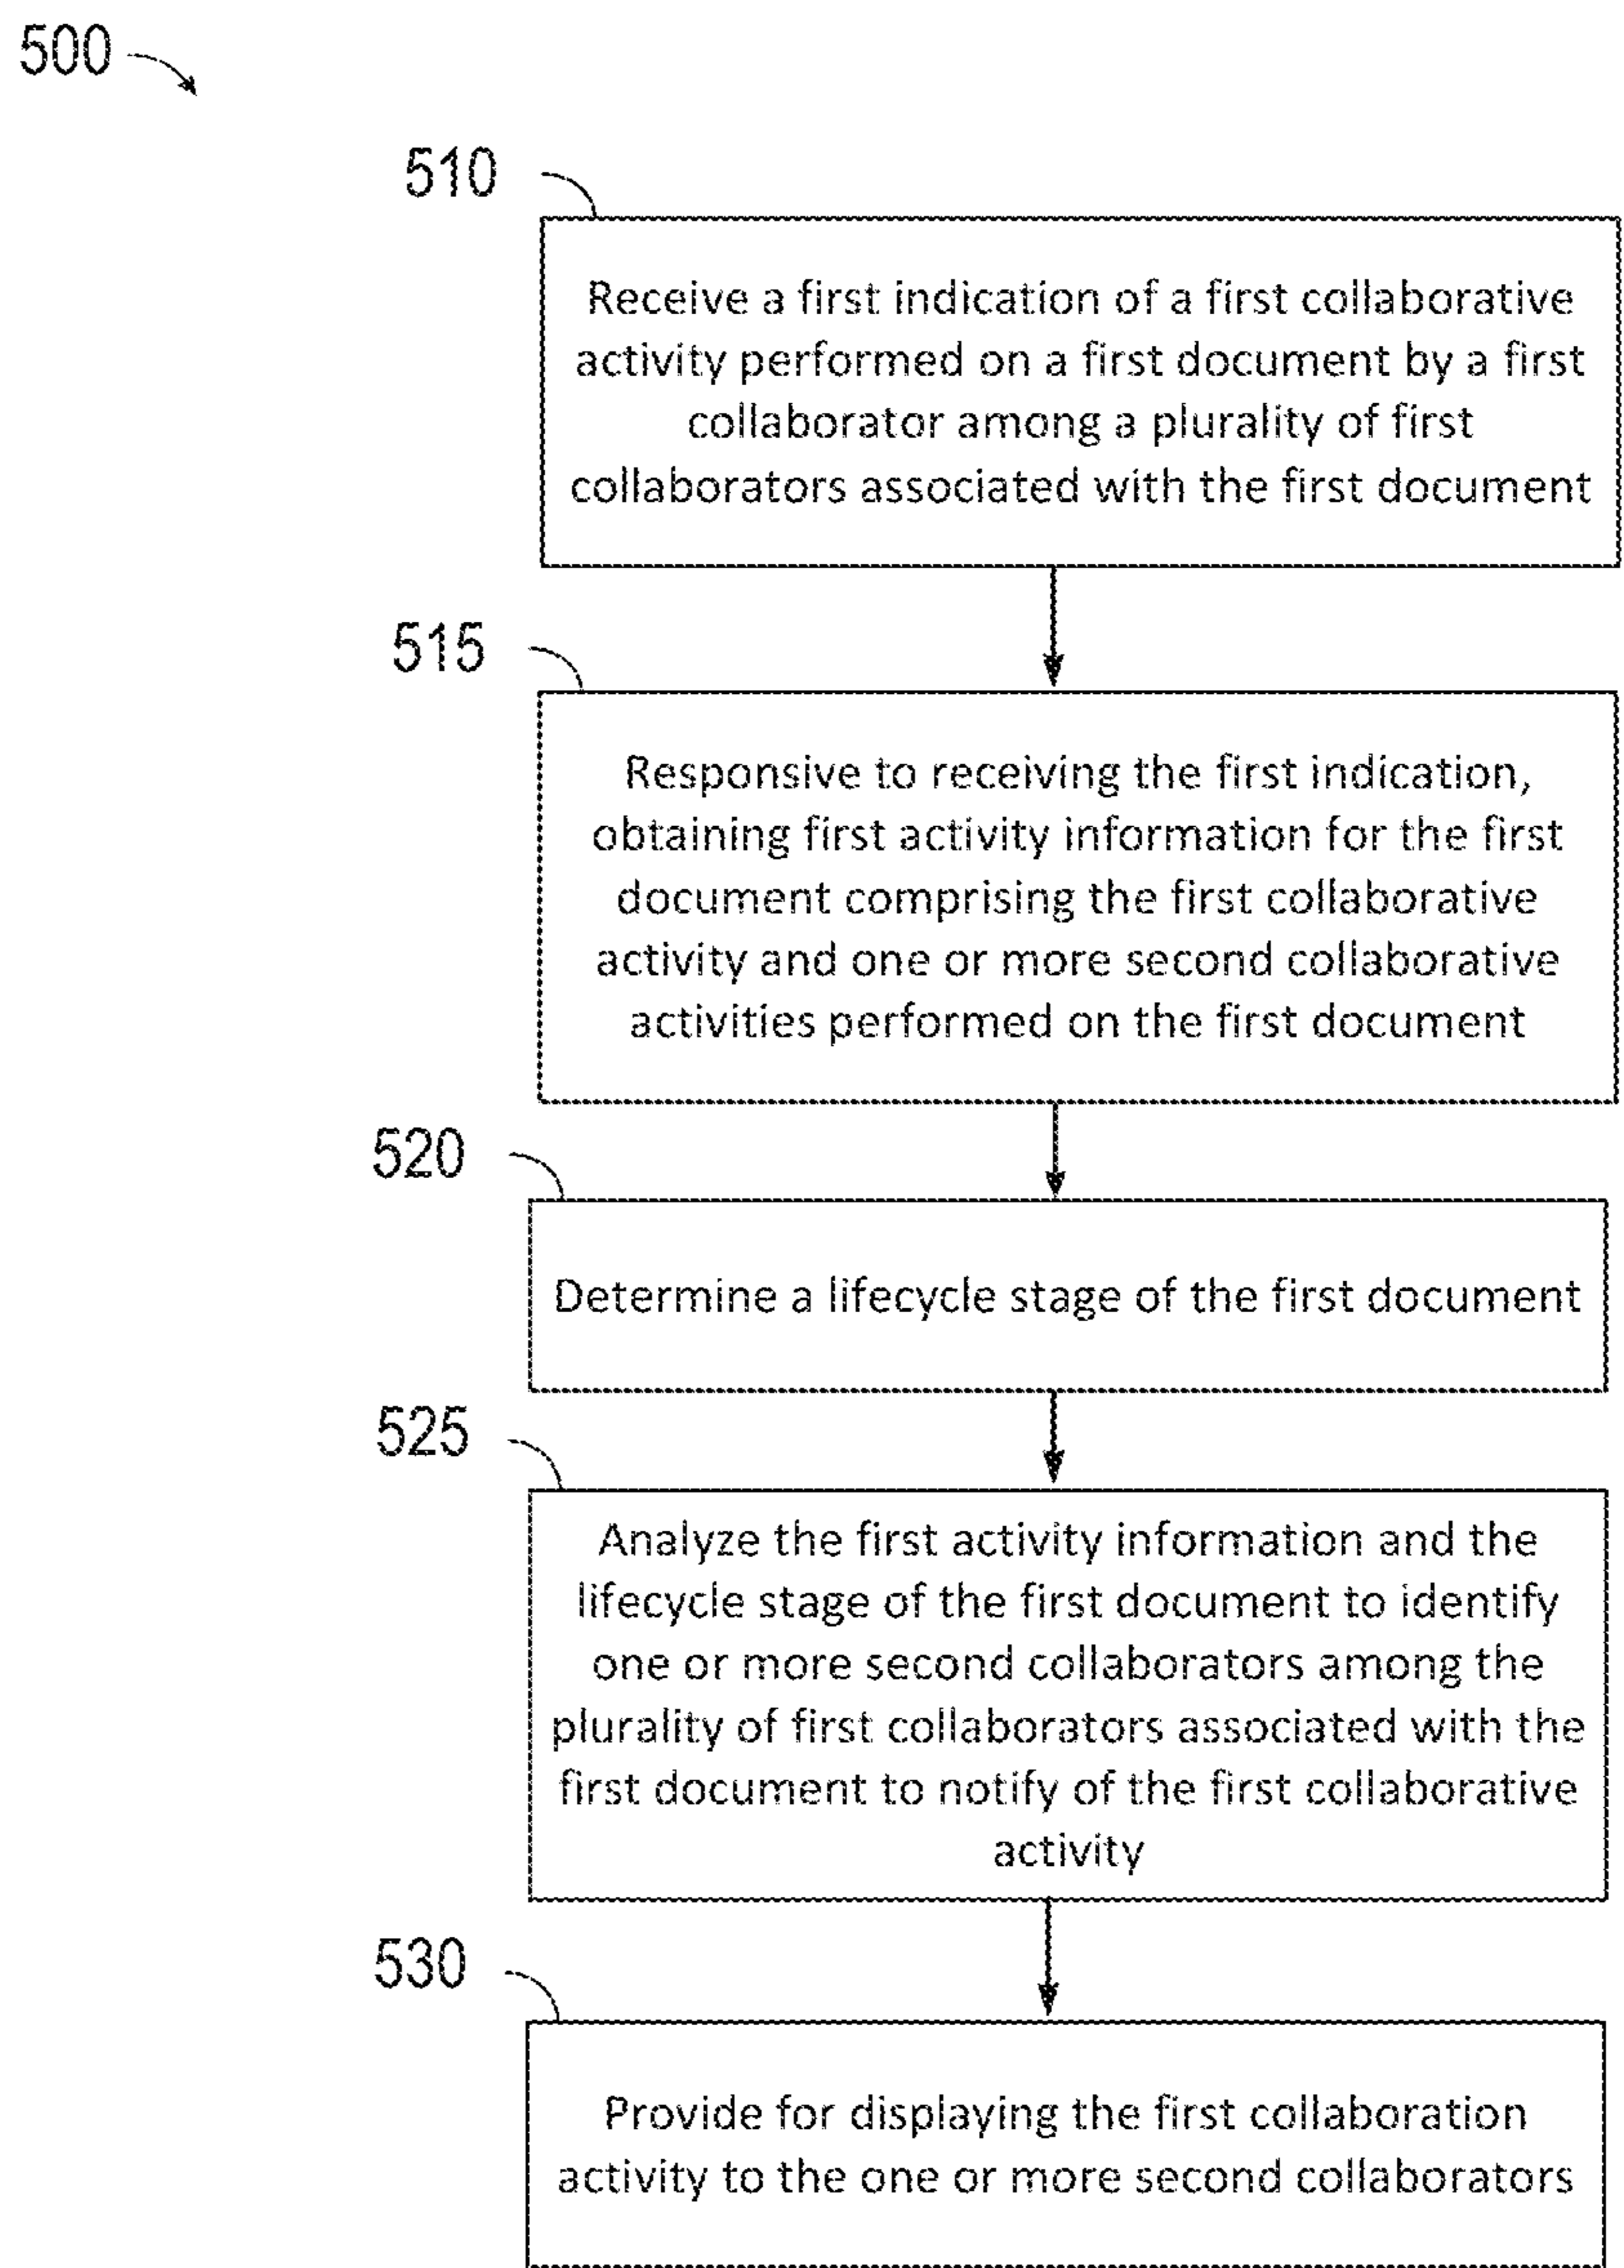 500
510
Receive a first indication of a first collaborative
activity performed on a first document by a first
collaborator among a plurality of first
collaborators associated with the first document
515
Responsive to receiving the first indication,
obtaining first activity information for the first
document comprising the first collaborative
activity and one or more second collaborative
activities performed on the first document
520
Determine a lifecycle stage of the first document
525
Analyze the first activity information and the
lifecycle stage of the first document to identify
one or more second collaborators among the
plurality of first collaborators associated with the
first document to notify of the first collaborative
activity
530
Provide for displaying the first collaboration
activity to the one or more second collaborators